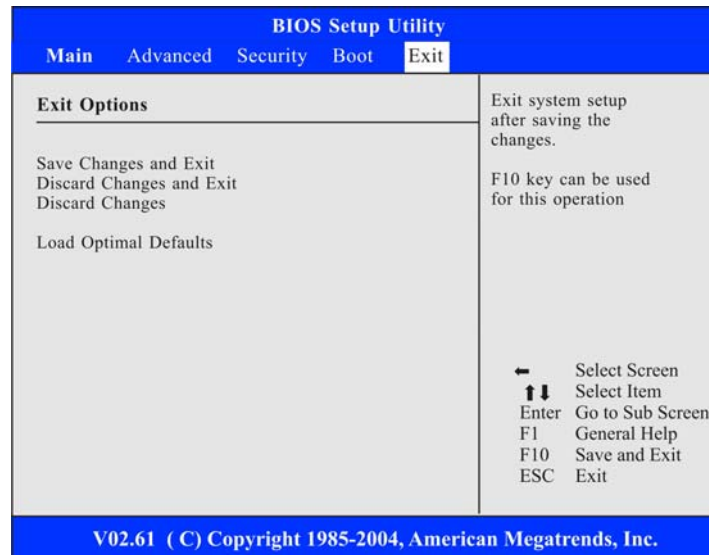 BIOS Setup Utility
Main Advanced Security Boot Exit
Exit Options
Save Changes and Exit
Discard Changes and Exit
Discard Changes
Load Optimal Defaults
Exit system setup
after saving the
changes.
F10 key can be used
for this operation
⬅ Select Screen
⬆⬇ Select Item
Enter Go to Sub Screen
F1 General Help
F10 Save and Exit
ESC Exit
V02.61 ( C) Copyright 1985-2004, American Megatrends, Inc.